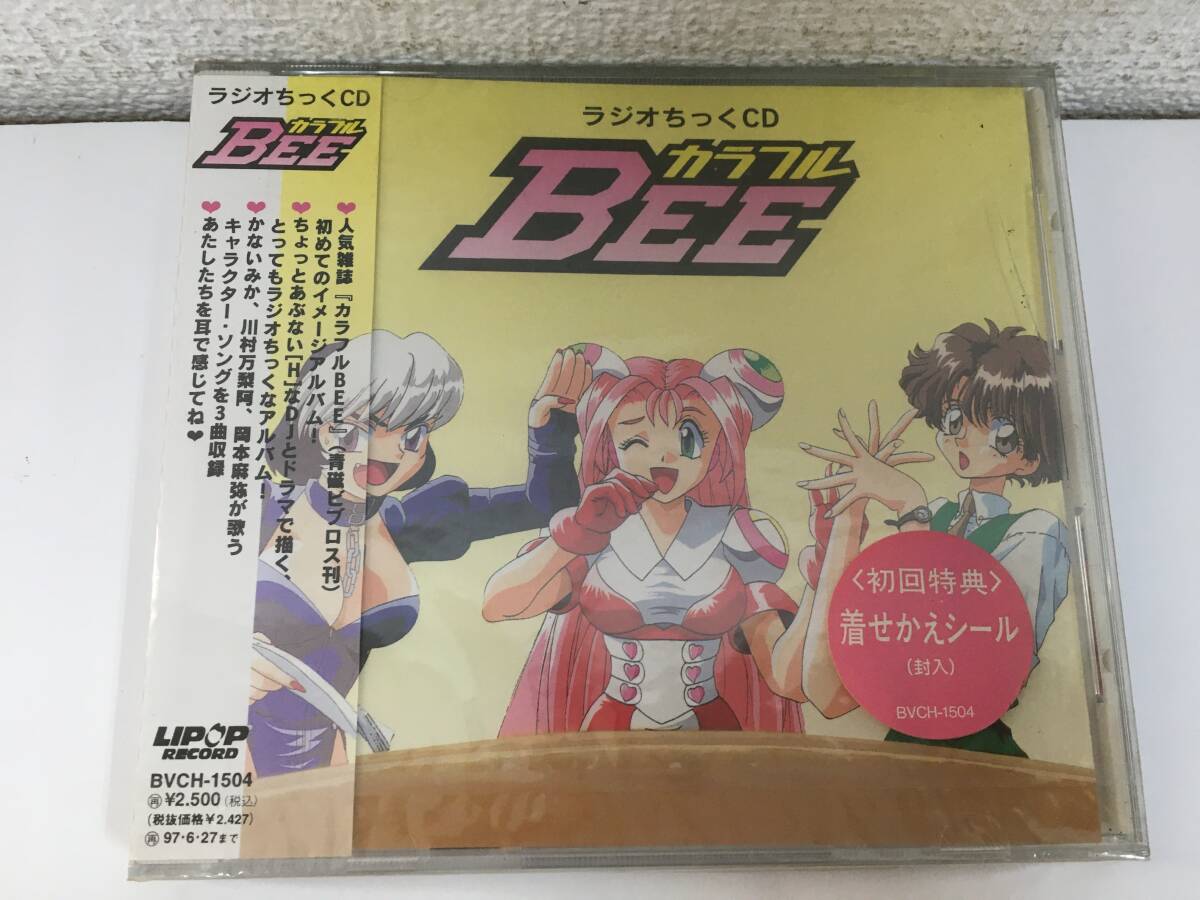 ラジオちっくCD
カラフル
BEE
❤人気雑誌『カラフルBEE』(青磁ビブロス刊)
初めてのイメージアルバム!
❤ちょっとあぶない[H]なDJとドラマで描く、
とってもラジオちっくなアルバム!
❤かないみか、川村万梨阿、岡本麻弥が歌う
キャラクター・ソングを3曲収録
❤あたしたちを耳で感じてね❤
LIPOP
RECORD
BVCH-1504
再¥2.500(税込)
(税抜価格¥2.427)
再97・6・27まで
ラジオちっくCD
カラフル
BEE
〈初回特典〉
着せかえシール
(封入)
BVCH-1504